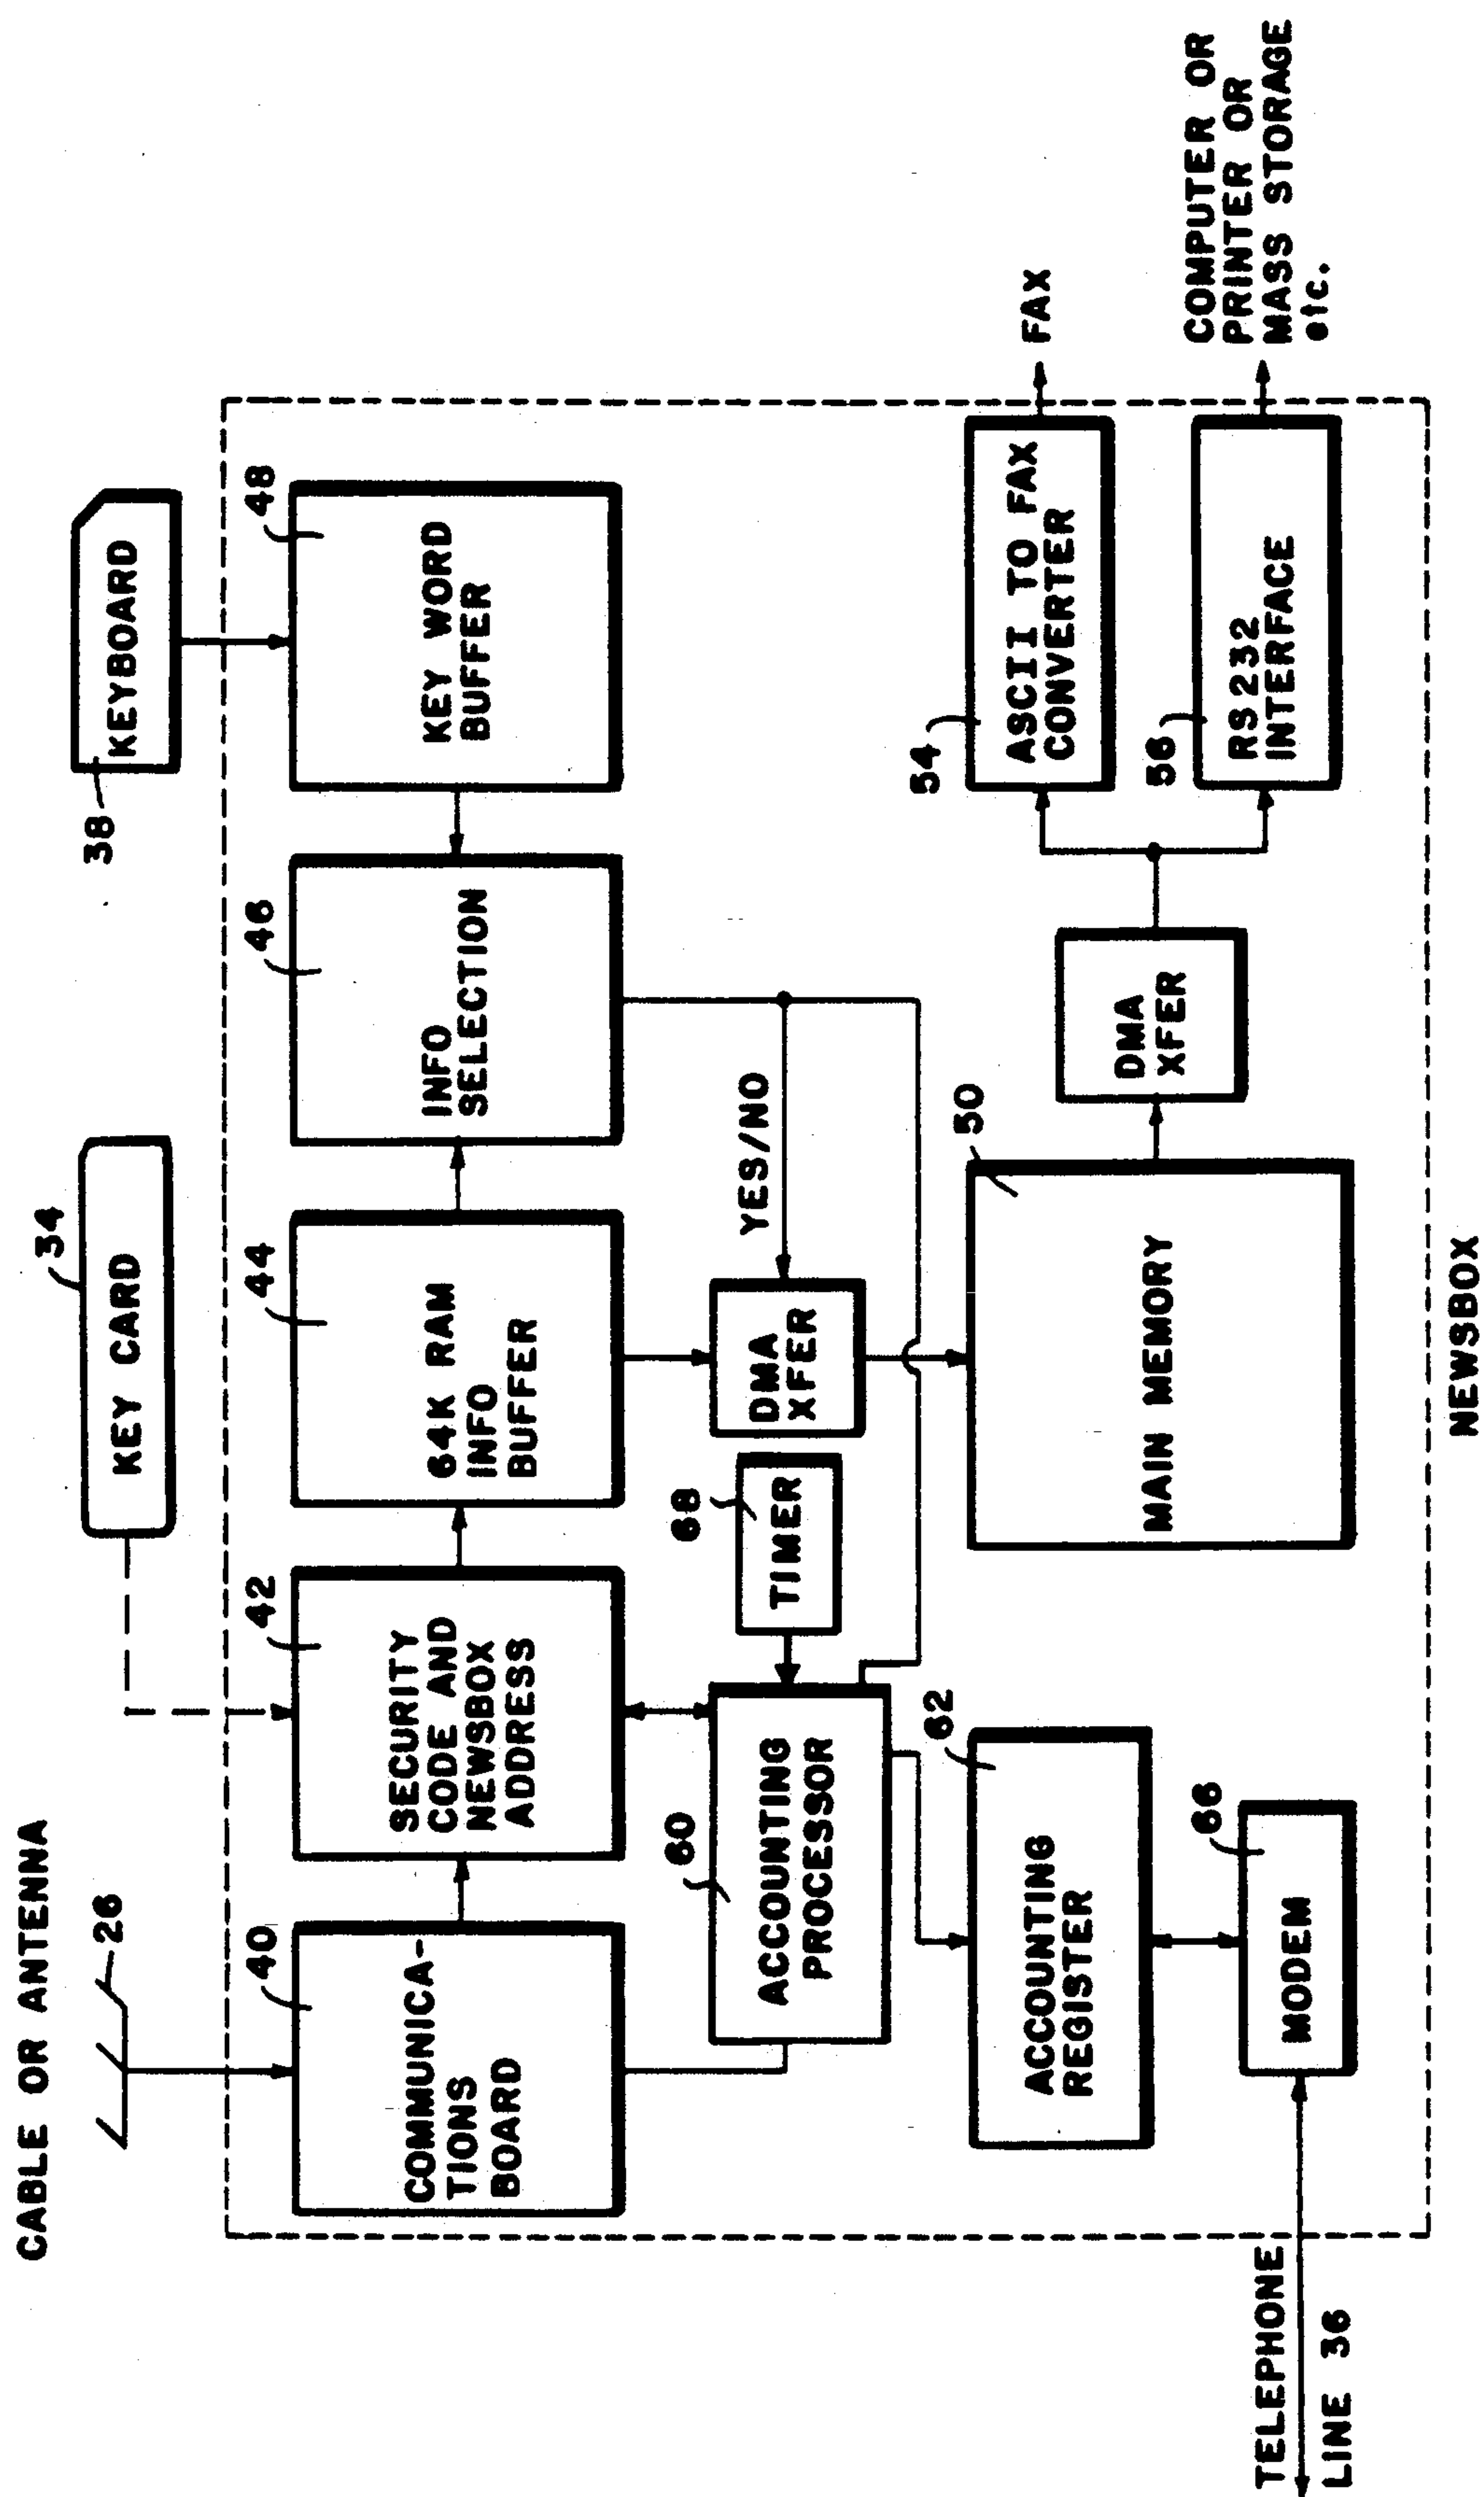 CABLE OR ANTENNA
26
34
KEY CARD
38
KEYBOARD
40
COMMUNICA-
TIONS
BOARD
42
SECURITY
CODE AND
NEWSBOX
ADDRESS
44
64K RAM
INFO
BUFFER
46
INFO
SELECTION
48
KEY WORD
BUFFER
60
ACCOUNTING
PROCESSOR
68
TIMER
DMA
XFER
YES/NO
62
ACCOUNTING
REGISTER
50
MAIN MEMORY
DMA
XFER
54
ASCII TO FAX
CONVERTER
FAX
56
RS232
INTERFACE
COMPUTER OR
PRINTER OR
MASS STORAGE
etc.
66
MODEM
TELEPHONE
LINE 36
NEWSBOX